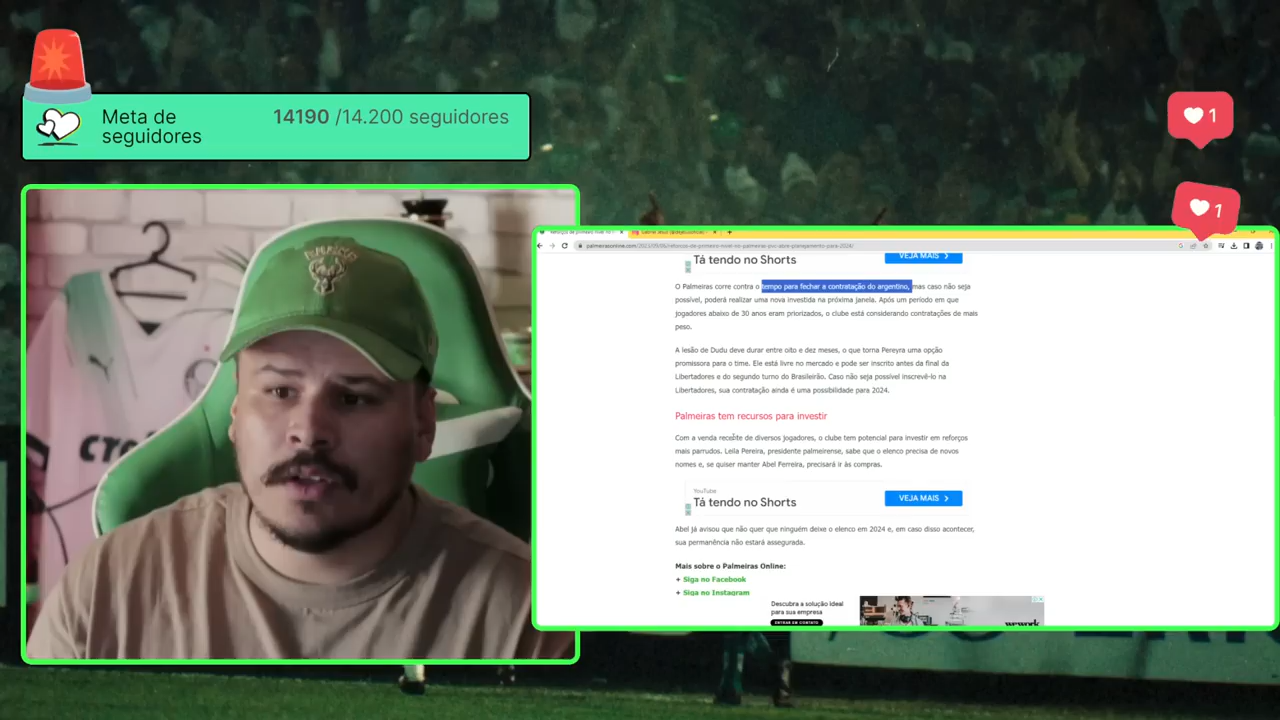 Meta de
seguidores
14190 /14.200 seguidores
1
1
Tá tendo no Shorts
VEJA MAIS
O Palmeiras corre contra o tempo para fechar a contratação do argentino, mas caso não seja
possível, poderá realizar uma nova investida na próxima janela. Após um período em que
jogadores abaixo de 30 anos eram priorizados, o clube está considerando contratações de mais
peso.
A lesão de Dudu deve durar entre oito e dez meses, o que torna Pereyra uma opção
promissora para o time. Ele está livre no mercado e pode ser inscrito antes da final da
Libertadores e do segundo turno do Brasileirão. Caso não seja possível inscrevê-lo na
Libertadores, sua contratação ainda é uma possibilidade para 2024.
Palmeiras tem recursos para investir
Com a venda recente de diversos jogadores, o clube tem potencial para investir em reforços
mais parrudos. Leila Pereira, presidente palmeirense, sabe que o elenco precisa de novos
nomes e, se quiser manter Abel Ferreira, precisará ir às compras.
YouTube
Tá tendo no Shorts
VEJA MAIS
Abel já avisou que não quer que ninguém deixe o elenco em 2024 e, em caso disso acontecer,
sua permanência não estará assegurada.
Mais sobre o Palmeiras Online:
+ Siga no Facebook
+ Siga no Instagram
Descubra a solução ideal
para sua empresa
ENTRAR EM CONTATO
wework